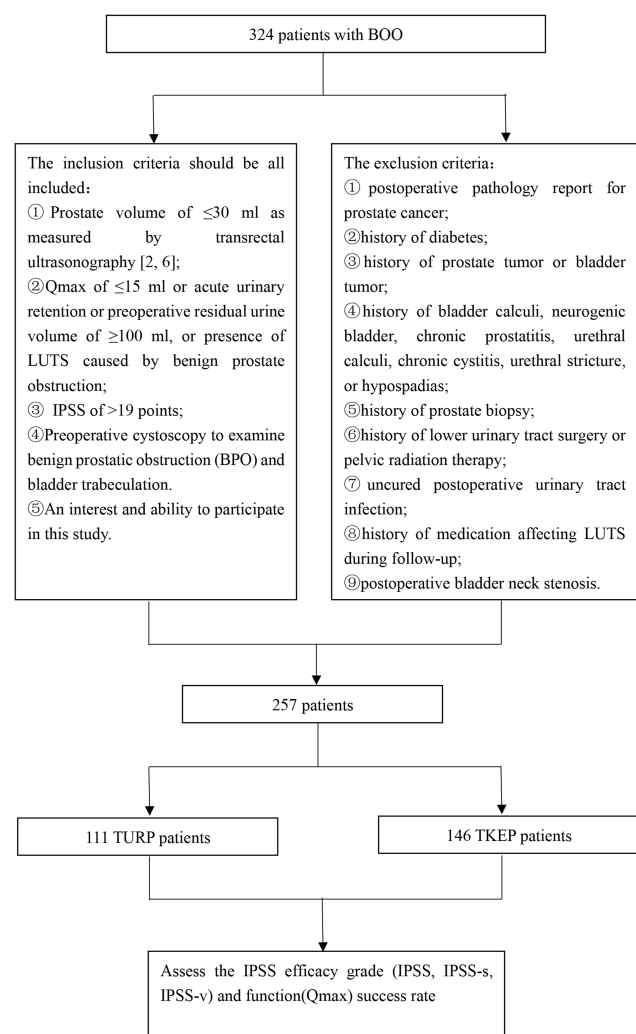 324 patients with BOO
The inclusion criteria should be all
included：
① Prostate volume of ≤30 ml as
measured by transrectal
ultrasonography [2, 6];
②Qmax of ≤15 ml or acute urinary
retention or preoperative residual urine
volume of ≥100 ml, or presence of
LUTS caused by benign prostate
obstruction;
③ IPSS of >19 points;
④Preoperative cystoscopy to examine
benign prostatic obstruction (BPO) and
bladder trabeculation.
⑤An interest and ability to participate
in this study.
The exclusion criteria：
① postoperative pathology report for
prostate cancer;
②history of diabetes;
③history of prostate tumor or bladder
tumor;
④history of bladder calculi, neurogenic
bladder, chronic prostatitis, urethral
calculi, chronic cystitis, urethral stricture,
or hypospadias;
⑤history of prostate biopsy;
⑥history of lower urinary tract surgery or
pelvic radiation therapy;
⑦uncured postoperative urinary tract
infection;
⑧history of medication affecting LUTS
during follow-up;
⑨postoperative bladder neck stenosis.
257 patients
111 TURP patients
146 TKEP patients
Assess the IPSS efficacy grade (IPSS, IPSS-s,
IPSS-v) and function(Qmax) success rate